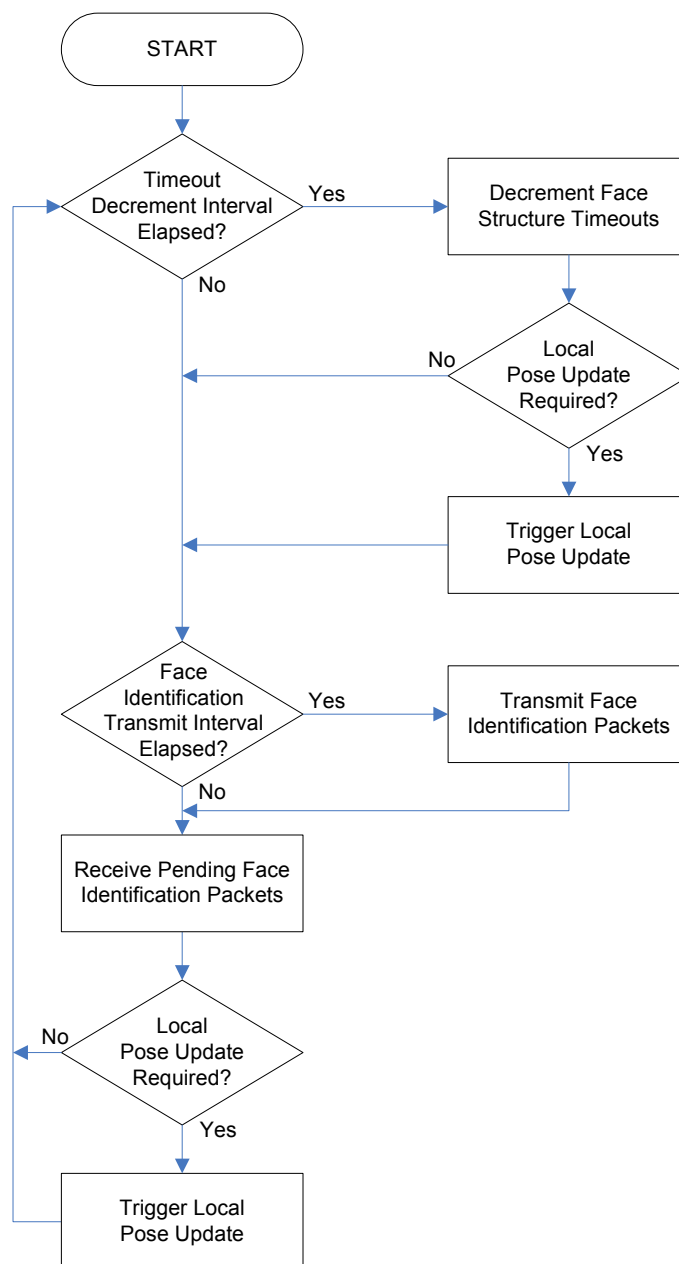 START
Timeout
Decrement Interval
Elapsed?
Yes
No
Decrement Face
Structure Timeouts
Local
Pose Update
Required?
No
Yes
Trigger Local
Pose Update
Face
Identification
Transmit Interval
Elapsed?
Yes
No
Transmit Face
Identification Packets
Receive Pending Face
Identification Packets
Local
Pose Update
Required?
No
Yes
Trigger Local
Pose Update